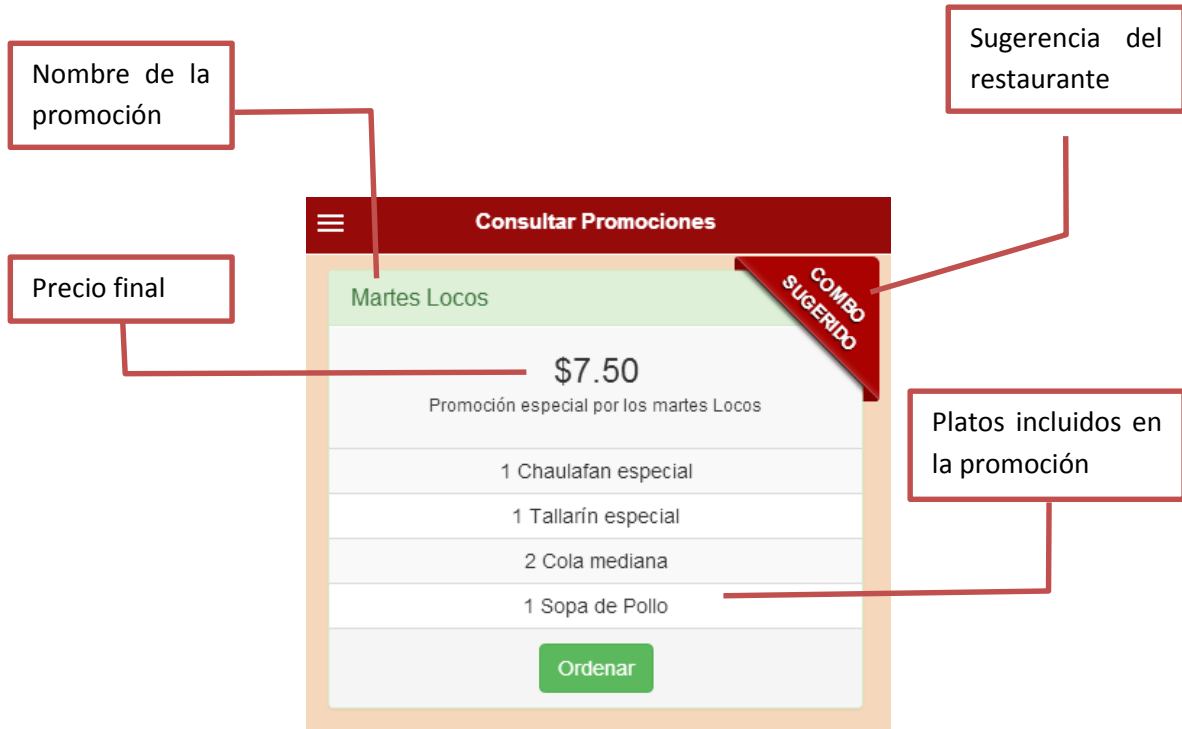 Nombre de la
promoción
Sugerencia del
restaurante
Consultar Promociones
Precio final
Martes Locos
COMBO
SUGERIDO
$7.50
Promoción especial por los martes Locos
Platos incluidos en
la promoción
1 Chaulafan especial
1 Tallarín especial
2 Cola mediana
1 Sopa de Pollo
Ordenar